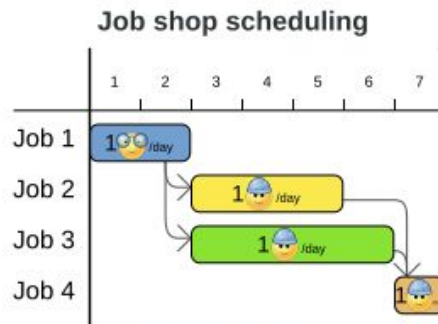 Job shop scheduling
1 2 3 4 5 6 7
Job 1 1 /day
Job 2 1 /day
Job 3 1 /day
Job 4 1